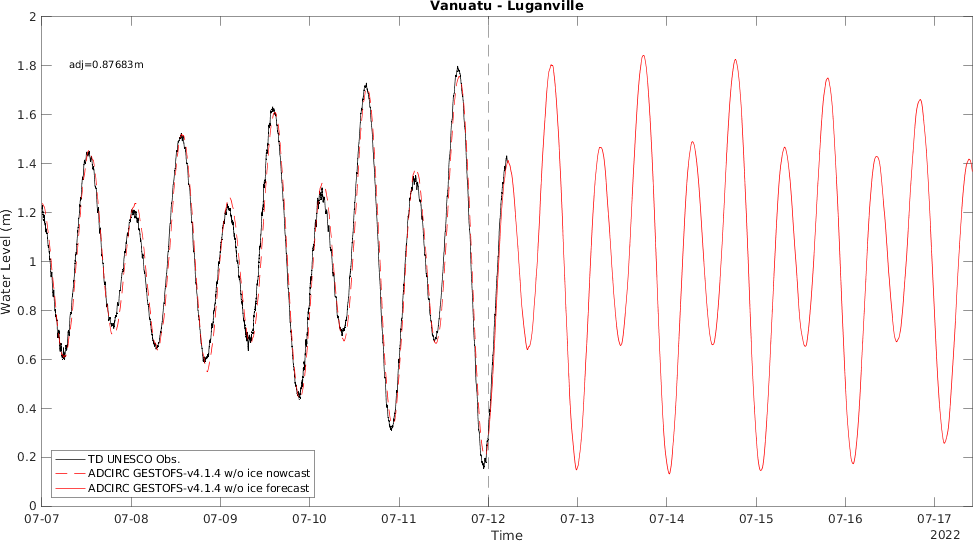 Vanuatu - Luganville
adj=0.87683m
2
1.8
1.6
1.4
1.2
1
0.8
0.6
0.4
0.2
0
Water Level (m)
TD UNESCO Obs.
ADCIRC GESTOFS-v4.1.4 w/o ice nowcast
ADCIRC GESTOFS-v4.1.4 w/o ice forecast
07-07 07-08 07-09 07-10 07-11 07-12 07-13 07-14 07-15 07-16 07-17
Time
2022